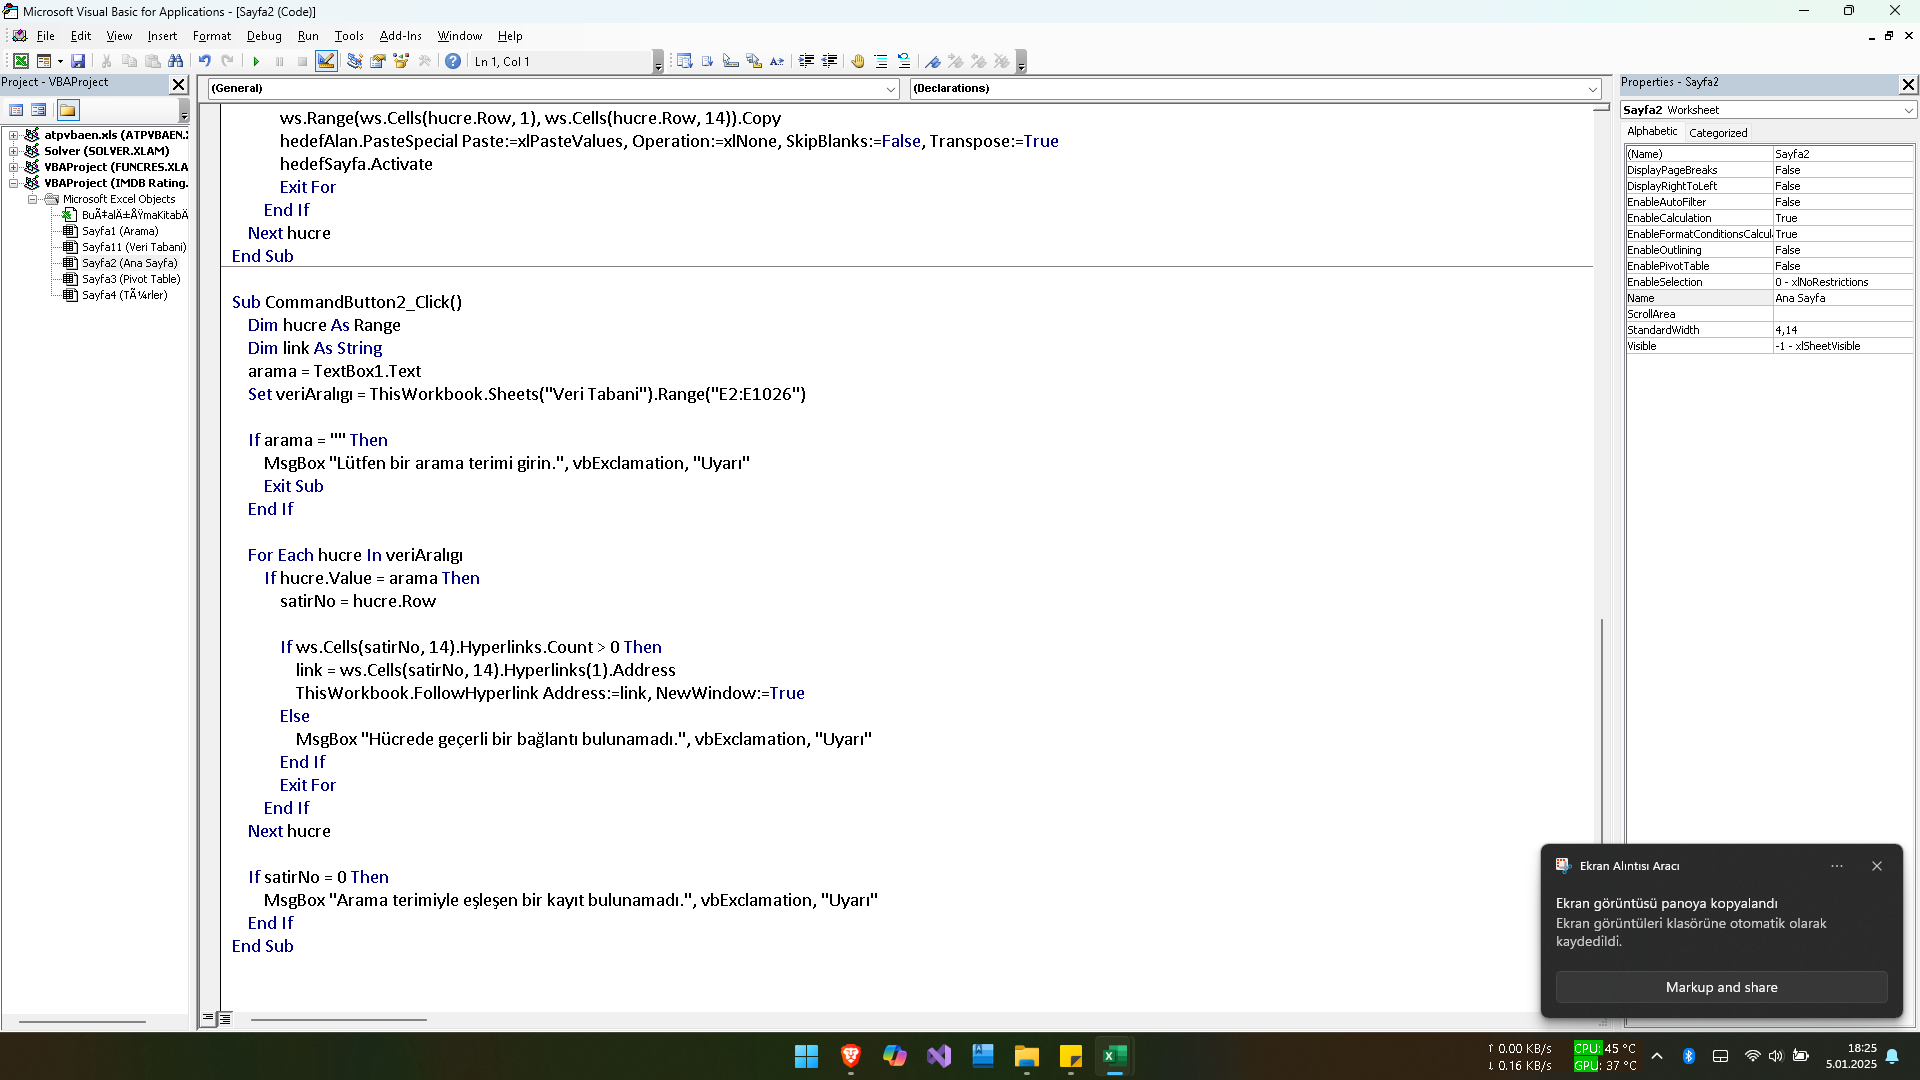 Microsoft Visual Basic for Applications - [Sayfa2 (Code)]
File Edit View Insert Format Debug Run Tools Add-Ins Window Help
Ln 1, Col 1
Project - VBAProject
atpvbaen.xls (ATPVBAEN.
Solver (SOLVER.XLAM)
VBAProject (FUNCRES.XLA
VBAProject (IMDB Rating.
Microsoft Excel Objects
BuÃ‡alÄ±ÅŸmaKitabÄ
Sayfa1 (Arama)
Sayfa11 (Veri Tabani)
Sayfa2 (Ana Sayfa)
Sayfa3 (Pivot Table)
Sayfa4 (TÃ¼rler)
(General)
(Declarations)
ws.Range(ws.Cells(hucre.Row, 1), ws.Cells(hucre.Row, 14)).Copy
hedefAlan.PasteSpecial Paste:=xlPasteValues, Operation:=xlNone, SkipBlanks:=False, Transpose:=True
hedefSayfa.Activate
Exit For
End If
Next hucre
End Sub
Sub CommandButton2_Click()
Dim hucre As Range
Dim link As String
arama = TextBox1.Text
Set veriAralıgı = ThisWorkbook.Sheets("Veri Tabani").Range("E2:E1026")
If arama = "" Then
MsgBox "Lütfen bir arama terimi girin.", vbExclamation, "Uyarı"
Exit Sub
End If
For Each hucre In veriAralıgı
If hucre.Value = arama Then
satirNo = hucre.Row
If ws.Cells(satirNo, 14).Hyperlinks.Count > 0 Then
link = ws.Cells(satirNo, 14).Hyperlinks(1).Address
ThisWorkbook.FollowHyperlink Address:=link, NewWindow:=True
Else
MsgBox "Hücrede geçerli bir bağlantı bulunamadı.", vbExclamation, "Uyarı"
End If
Exit For
End If
Next hucre
If satirNo = 0 Then
MsgBox "Arama terimiyle eşleşen bir kayıt bulunamadı.", vbExclamation, "Uyarı"
End If
End Sub
Properties - Sayfa2
Sayfa2 Worksheet
Alphabetic Categorized
(Name) Sayfa2
DisplayPageBreaks False
DisplayRightToLeft False
EnableAutoFilter False
EnableCalculation True
EnableFormatConditionsCalcul. True
EnableOutlining False
EnablePivotTable False
EnableSelection 0 - xlNoRestrictions
Name Ana Sayfa
ScrollArea
StandardWidth 4,14
Visible -1 - xlSheetVisible
Ekran Alıntısı Aracı
Ekran görüntüsü panoya kopyalandı
Ekran görüntüleri klasörüne otomatik olarak
kaydedildi.
Markup and share
↑ 0.00 KB/s CPU: 45 °C
↓ 0.16 KB/s GPU: 37 °C
18:25
5.01.2025